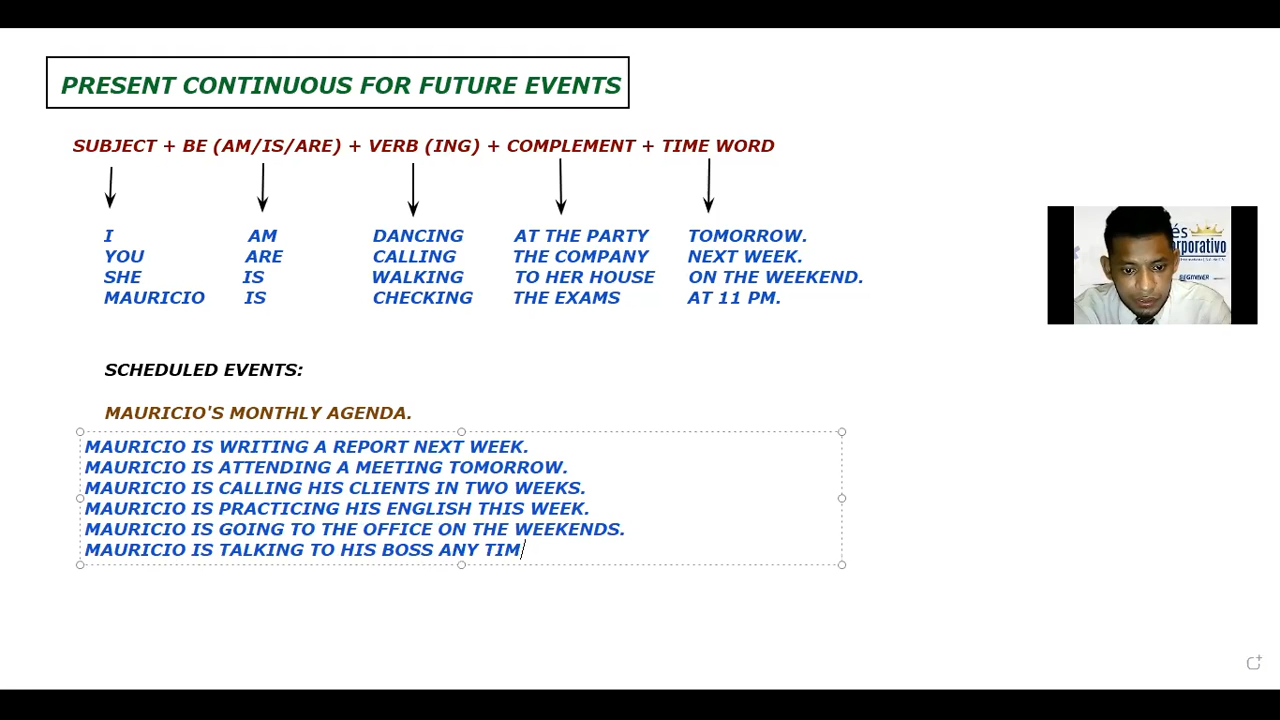 PRESENT CONTINUOUS FOR FUTURE EVENTS
SUBJECT + BE (AM/IS/ARE) + VERB (ING) + COMPLEMENT + TIME WORD
I AM DANCING AT THE PARTY TOMORROW.
YOU ARE CALLING THE COMPANY NEXT WEEK.
SHE IS WALKING TO HER HOUSE ON THE WEEKEND.
MAURICIO IS CHECKING THE EXAMS AT 11 PM.
és
orporativo
BEGINNER
SCHEDULED EVENTS:
MAURICIO'S MONTHLY AGENDA.
MAURICIO IS WRITING A REPORT NEXT WEEK.
MAURICIO IS ATTENDING A MEETING TOMORROW.
MAURICIO IS CALLING HIS CLIENTS IN TWO WEEKS.
MAURICIO IS PRACTICING HIS ENGLISH THIS WEEK.
MAURICIO IS GOING TO THE OFFICE ON THE WEEKENDS.
MAURICIO IS TALKING TO HIS BOSS ANY TIM